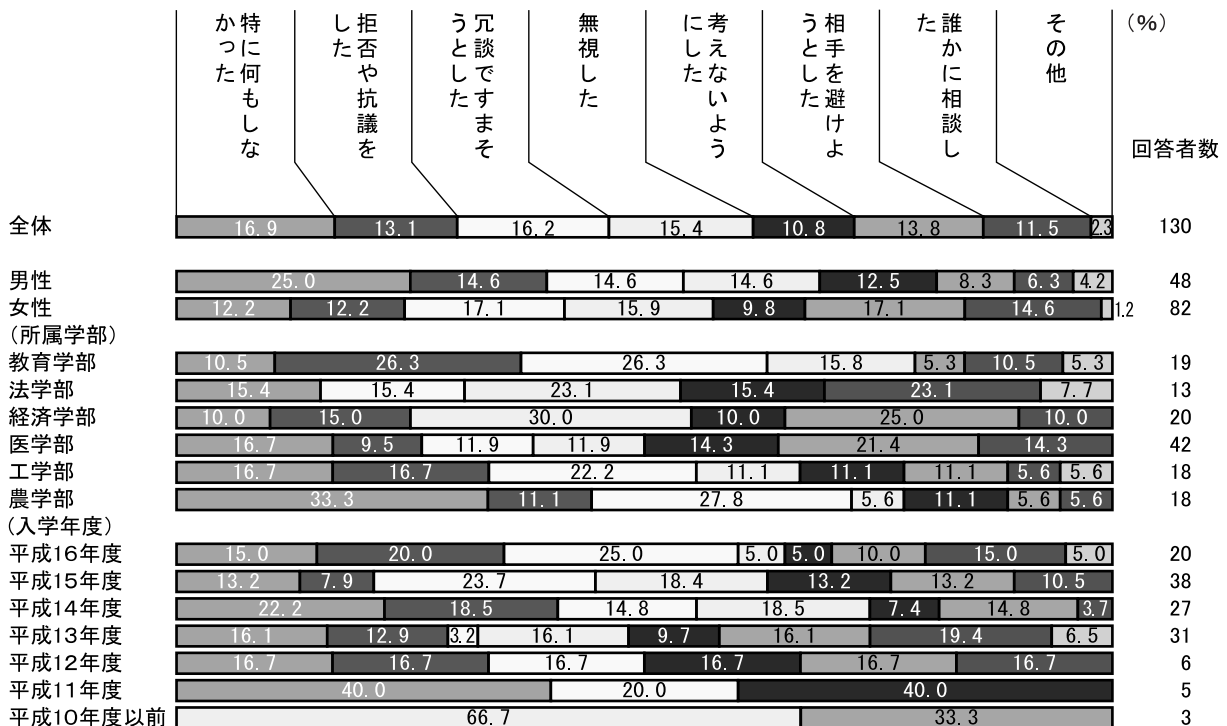 特に何もしな
かった
拒否や抗議を
した
冗談ですまそ
うとした
無視した
考えないよう
にした
相手を避けよ
うとした
誰かに相談し
た
その他
(%)
回答者数
全体 16.9 13.1 16.2 15.4 10.8 13.8 11.5 2.3 130
男性 25.0 14.6 14.6 14.6 12.5 8.3 6.3 4.2 48
女性 12.2 12.2 17.1 15.9 9.8 17.1 14.6 1.2 82
(所属学部)
教育学部 10.5 26.3 26.3 15.8 5.3 10.5 5.3 19
法学部 15.4 15.4 23.1 15.4 23.1 7.7 13
経済学部 10.0 15.0 30.0 10.0 25.0 10.0 20
医学部 16.7 9.5 11.9 11.9 14.3 21.4 14.3 42
工学部 16.7 16.7 22.2 11.1 11.1 11.1 5.6 5.6 18
農学部 33.3 11.1 27.8 5.6 11.1 5.6 5.6 18
(入学年度)
平成16年度 15.0 20.0 25.0 5.0 5.0 10.0 15.0 5.0 20
平成15年度 13.2 7.9 23.7 18.4 13.2 13.2 10.5 38
平成14年度 22.2 18.5 14.8 18.5 7.4 14.8 3.7 27
平成13年度 16.1 12.9 3.2 16.1 9.7 16.1 19.4 6.5 31
平成12年度 16.7 16.7 16.7 16.7 16.7 16.7 6
平成11年度 40.0 20.0 40.0 5
平成10年度以前 66.7 33.3 3